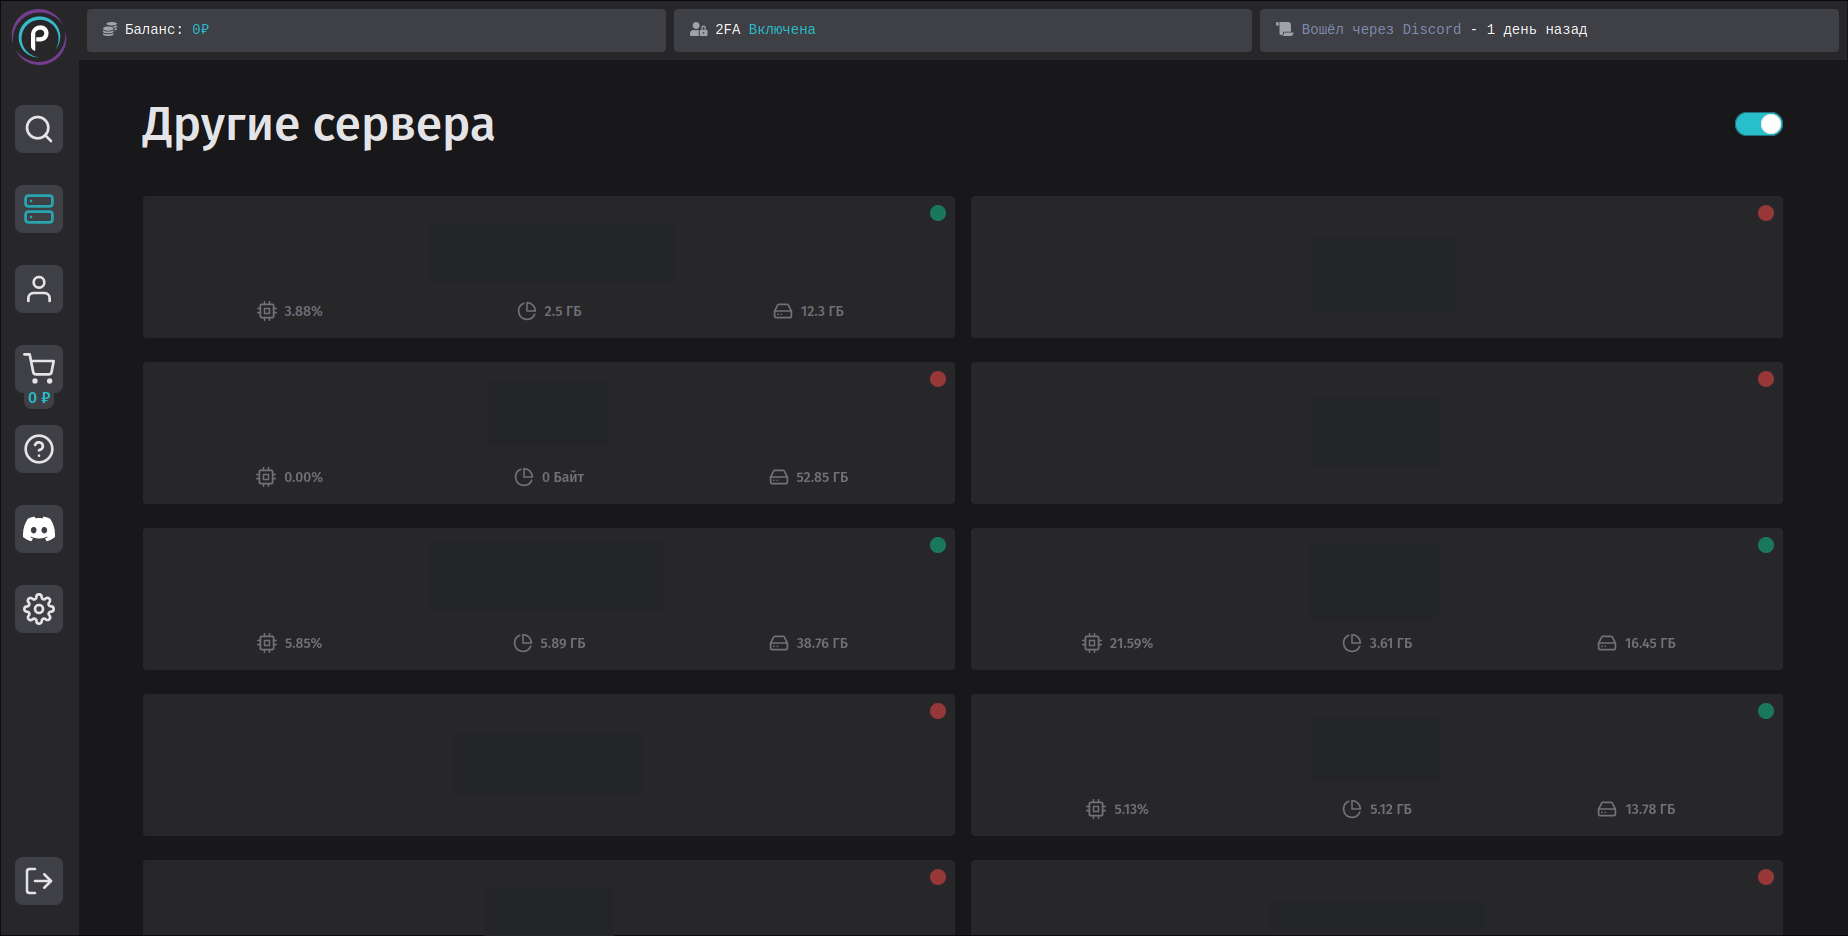 Баланс: 0₽
2FA Включена
Вошёл через Discord - 1 день назад
Другие сервера
3.88% 2.5 ГБ 12.3 ГБ
0 ₽
0.00% 0 Байт 52.85 ГБ
5.85% 5.89 ГБ 38.76 ГБ
21.59% 3.61 ГБ 16.45 ГБ
5.13% 5.12 ГБ 13.78 ГБ